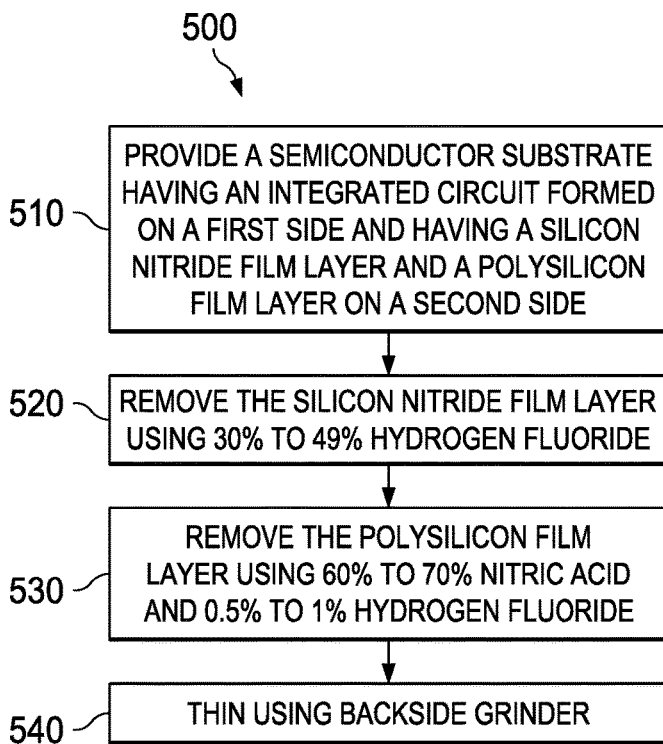 500
510
PROVIDE A SEMICONDUCTOR SUBSTRATE
HAVING AN INTEGRATED CIRCUIT FORMED
ON A FIRST SIDE AND HAVING A SILICON
NITRIDE FILM LAYER AND A POLYSILICON
FILM LAYER ON A SECOND SIDE
520
REMOVE THE SILICON NITRIDE FILM LAYER
USING 30% TO 49% HYDROGEN FLUORIDE
530
REMOVE THE POLYSILICON FILM
LAYER USING 60% TO 70% NITRIC ACID
AND 0.5% TO 1% HYDROGEN FLUORIDE
540
THIN USING BACKSIDE GRINDER